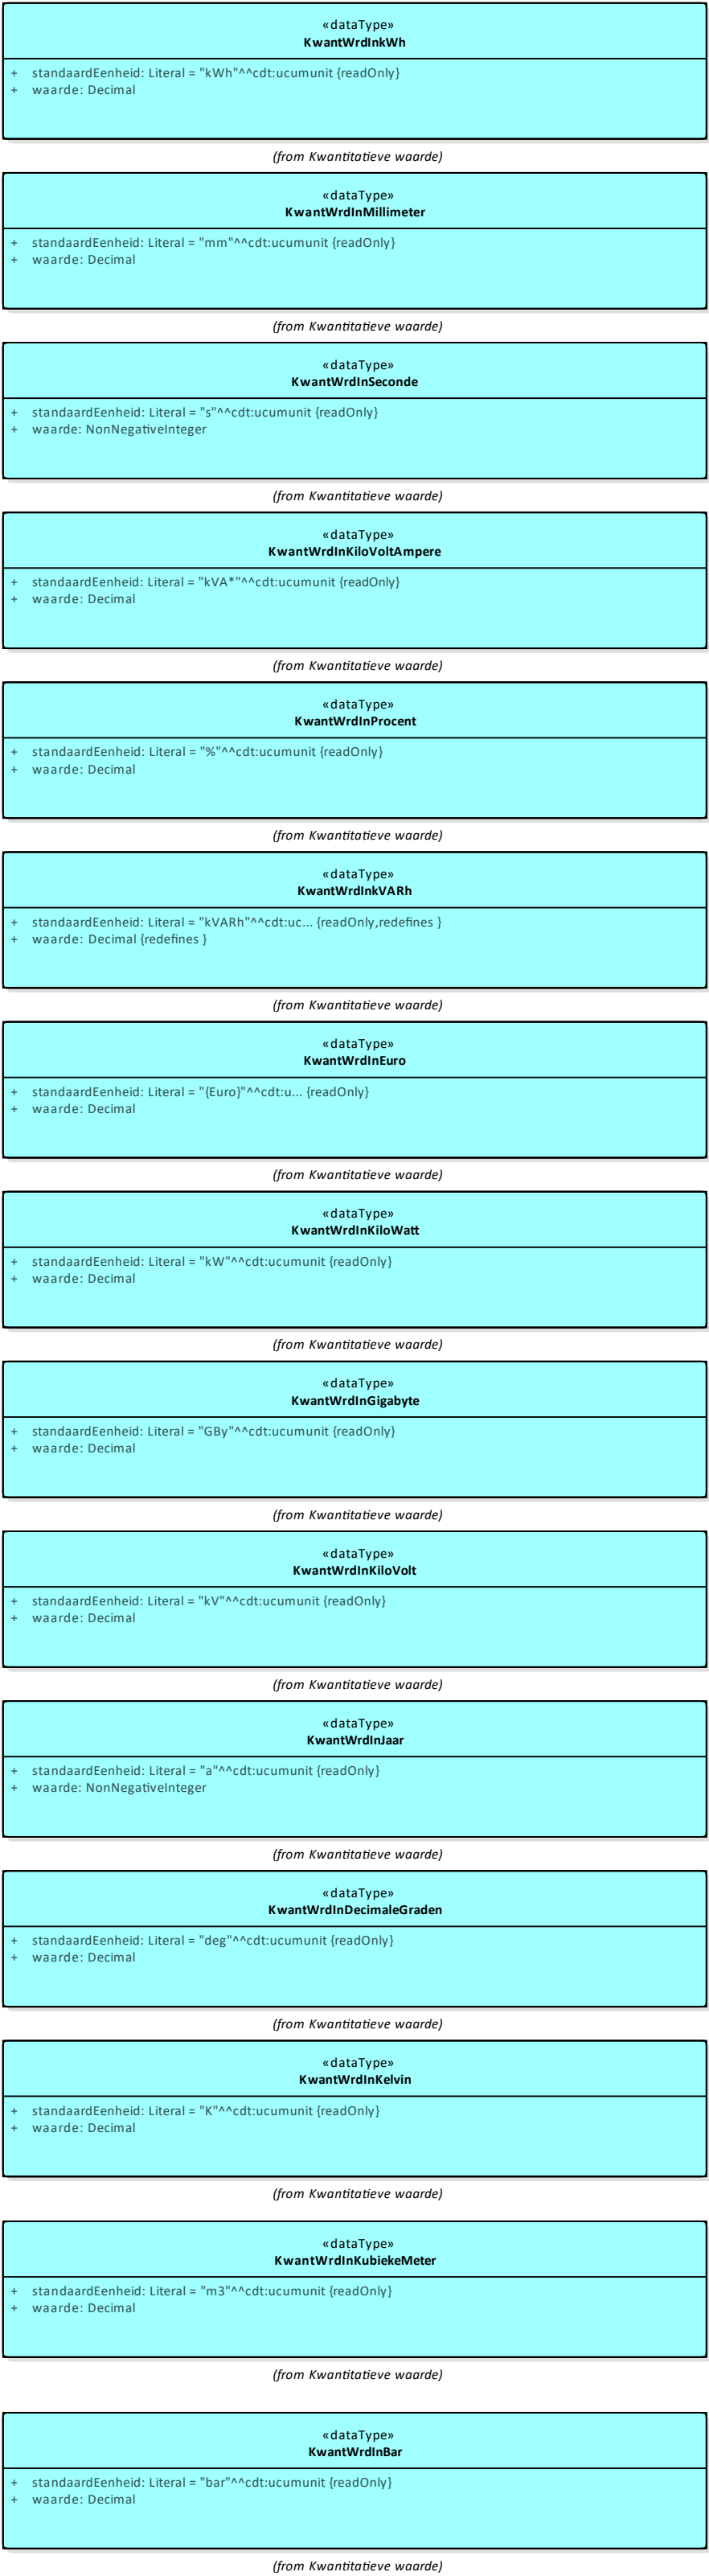 «dataType»
KwantWrdInkWh
+ standaardEenheid: Literal = "kWh"^^cdt:ucumunit {readOnly}
+ waarde: Decimal
(from Kwantitatieve waarde)
«dataType»
KwantWrdInMillimeter
+ standaardEenheid: Literal = "mm"^^cdt:ucumunit {readOnly}
+ waarde: Decimal
(from Kwantitatieve waarde)
«dataType»
KwantWrdInSeconde
+ standaardEenheid: Literal = "s"^^cdt:ucumunit {readOnly}
+ waarde: NonNegativeInteger
(from Kwantitatieve waarde)
«dataType»
KwantWrdInKiloVoltAmpere
+ standaardEenheid: Literal = "kVA*"^^cdt:ucumunit {readOnly}
+ waarde: Decimal
(from Kwantitatieve waarde)
«dataType»
KwantWrdInProcent
+ standaardEenheid: Literal = "%"^^cdt:ucumunit {readOnly}
+ waarde: Decimal
(from Kwantitatieve waarde)
«dataType»
KwantWrdInkVARh
+ standaardEenheid: Literal = "kVARh"^^cdt:uc... {readOnly,redefines }
+ waarde: Decimal {redefines }
(from Kwantitatieve waarde)
«dataType»
KwantWrdInEuro
+ standaardEenheid: Literal = "{Euro}"^^cdt:u... {readOnly}
+ waarde: Decimal
(from Kwantitatieve waarde)
«dataType»
KwantWrdInKiloWatt
+ standaardEenheid: Literal = "kW"^^cdt:ucumunit {readOnly}
+ waarde: Decimal
(from Kwantitatieve waarde)
«dataType»
KwantWrdInGigabyte
+ standaardEenheid: Literal = "GBy"^^cdt:ucumunit {readOnly}
+ waarde: Decimal
(from Kwantitatieve waarde)
«dataType»
KwantWrdInKiloVolt
+ standaardEenheid: Literal = "kV"^^cdt:ucumunit {readOnly}
+ waarde: Decimal
(from Kwantitatieve waarde)
«dataType»
KwantWrdInJaar
+ standaardEenheid: Literal = "a"^^cdt:ucumunit {readOnly}
+ waarde: NonNegativeInteger
(from Kwantitatieve waarde)
«dataType»
KwantWrdInDecimaleGraden
+ standaardEenheid: Literal = "deg"^^cdt:ucumunit {readOnly}
+ waarde: Decimal
(from Kwantitatieve waarde)
«dataType»
KwantWrdInKelvin
+ standaardEenheid: Literal = "K"^^cdt:ucumunit {readOnly}
+ waarde: Decimal
(from Kwantitatieve waarde)
«dataType»
KwantWrdInKubiekeMeter
+ standaardEenheid: Literal = "m3"^^cdt:ucumunit {readOnly}
+ waarde: Decimal
(from Kwantitatieve waarde)
«dataType»
KwantWrdInBar
+ standaardEenheid: Literal = "bar"^^cdt:ucumunit {readOnly}
+ waarde: Decimal
(from Kwantitatieve waarde)